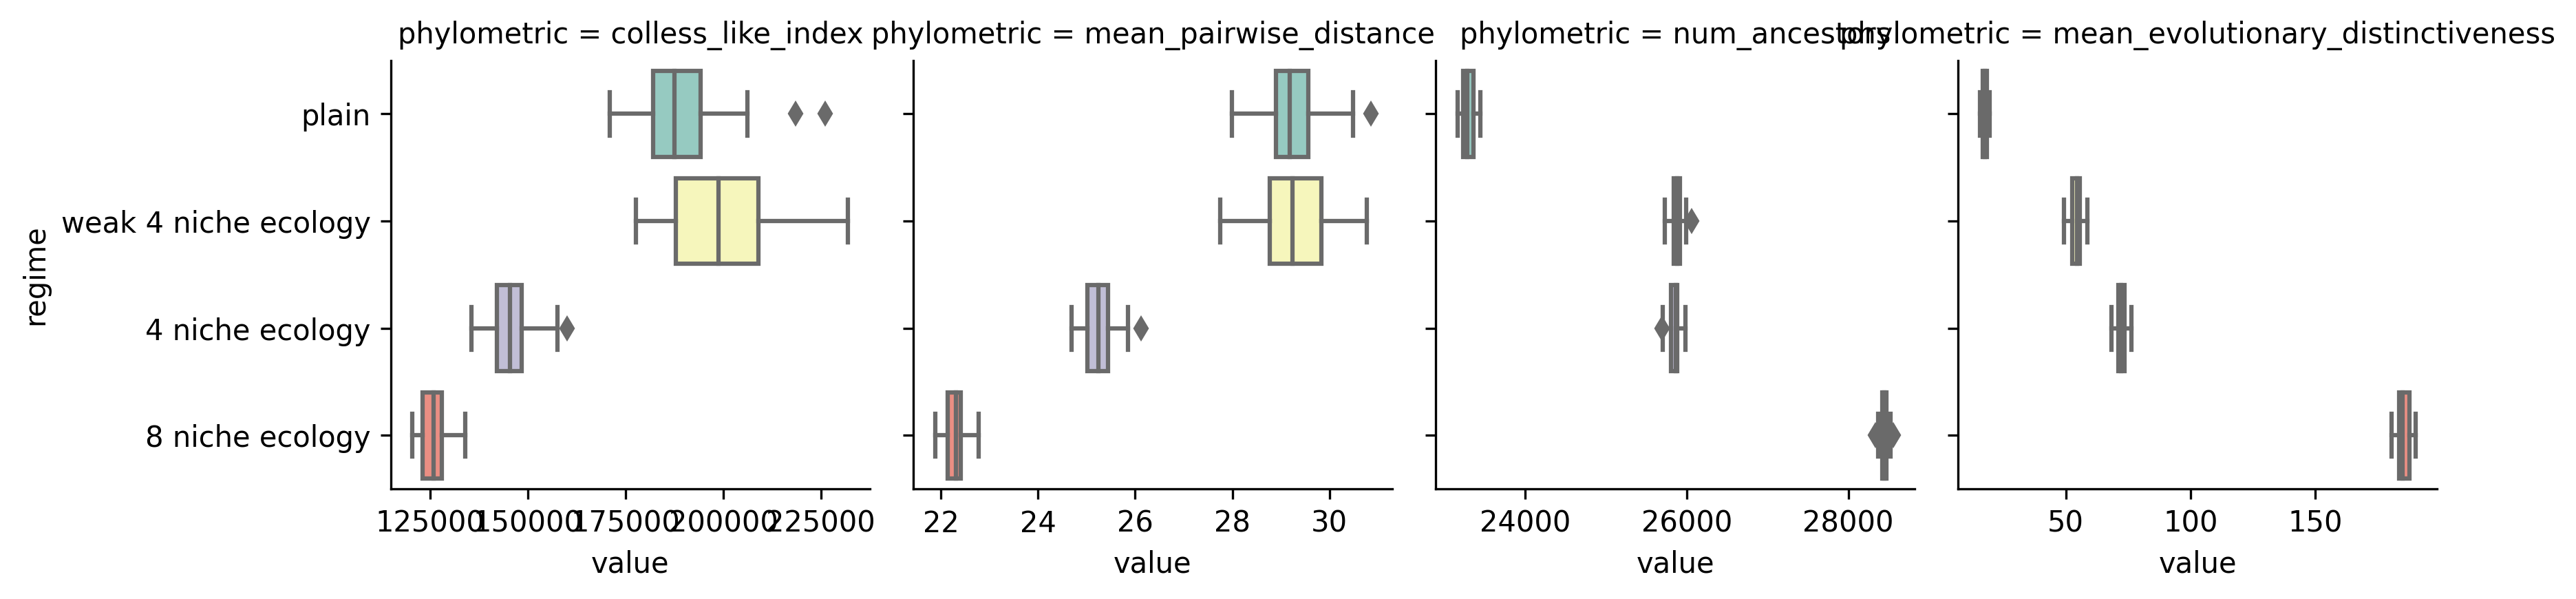 phylometric = colless_like_index
phylometric = mean_pairwise_distance
phylometric = num_ancestors
phylometric = mean_evolutionary_distinctiveness
regime
plain
weak 4 niche ecology
4 niche ecology
8 niche ecology
125000 150000 175000 200000 225000
22 24 26 28 30
24000 26000 28000
50 100 150
value
value
value
value